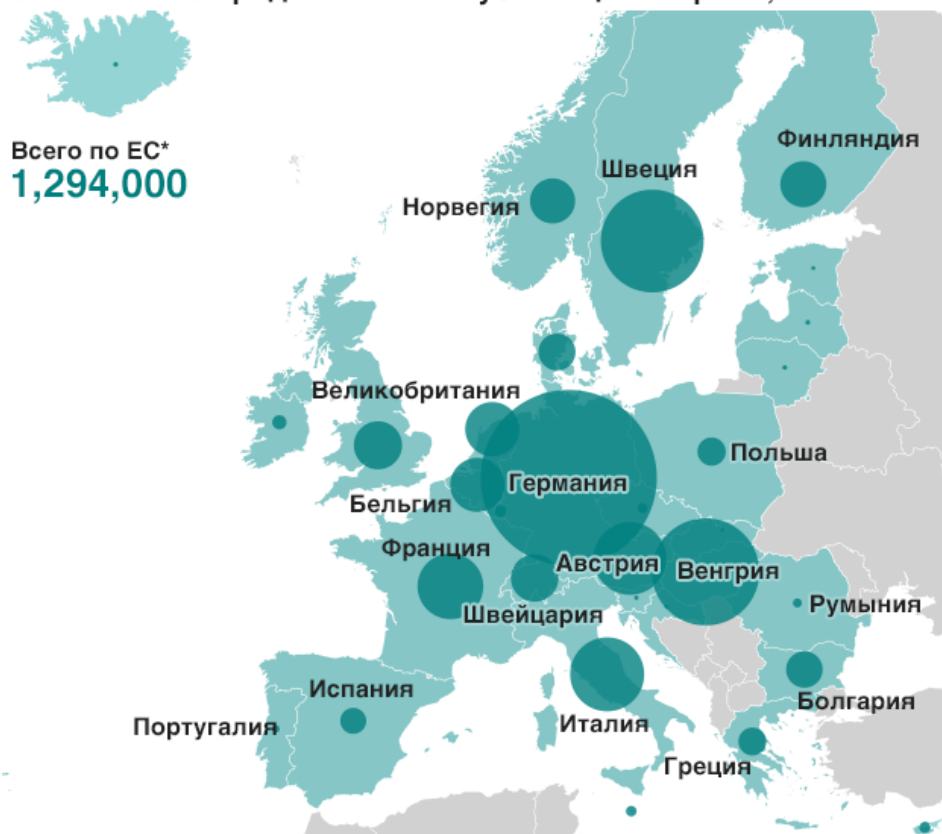 Всего по ЕС*
1,294,000
Финляндия
Швеция
Норвегия
Великобритания
Польша
Германия
Бельгия
Франция
Австрия
Венгрия
Румыния
Швейцария
Испания
Болгария
Португалия
Италия
Греция